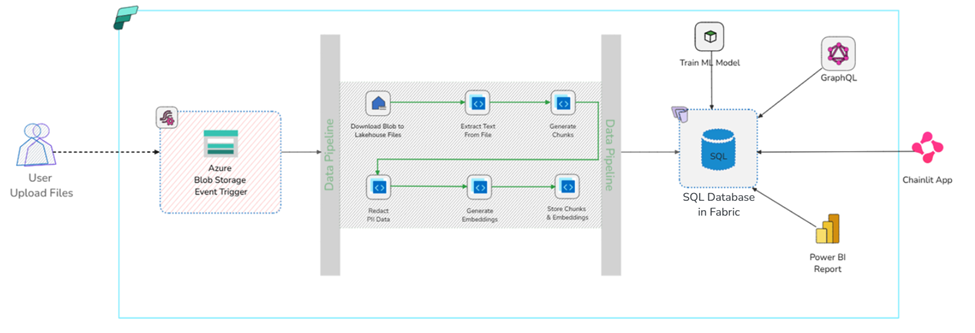 User
Upload Files
Azure
Blob Storage
Event Trigger
Data Pipeline
Download Blob to
Lakehouse Files
Extract Text
From File
Generate
Chunks
Redact
PII Data
Generate
Embeddings
Store Chunks
& Embeddings
Data Pipeline
Train ML Model
GraphQL
SQL
SQL Database
in Fabric
Chainlit App
Power BI
Report